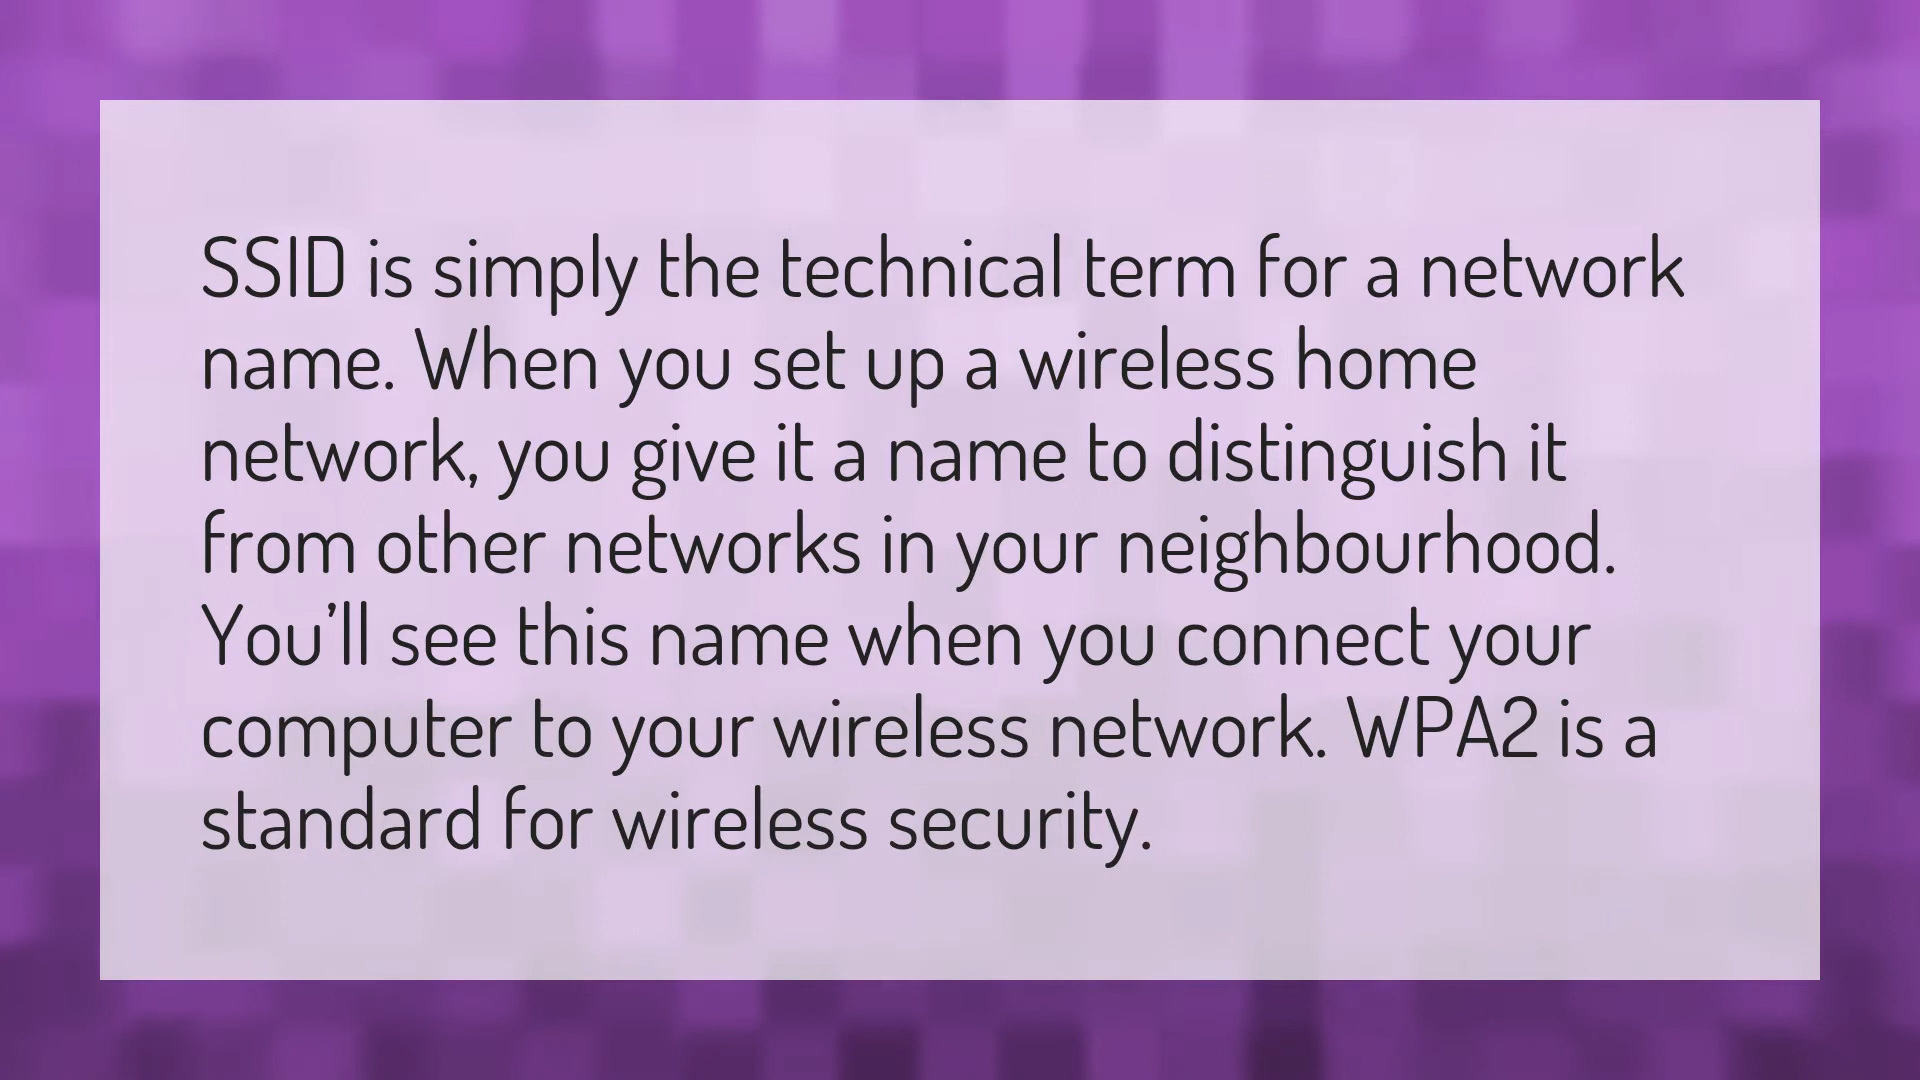 SSID is simply the technical term for a network
name. When you set up a wireless home
network, you give it a name to distinguish it
from other networks in your neighbourhood.
You’ll see this name when you connect your
computer to your wireless network. WPA2 is a
standard for wireless security.